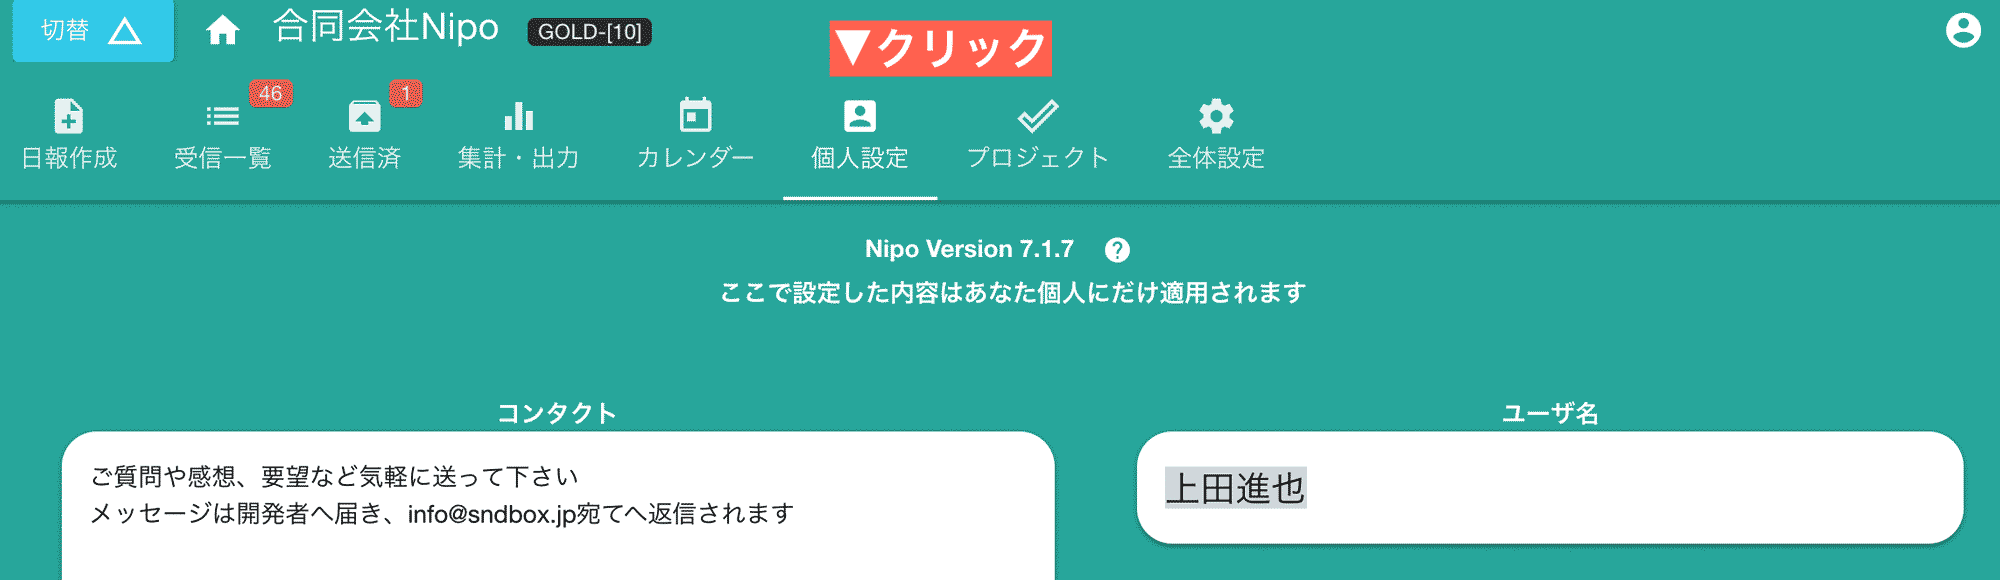 切替 合同会社Nipo GOLD-[10] ▼クリック
46 1
日報作成 受信一覧 送信済 集計・出力 カレンダー 個人設定 プロジェクト 全体設定
Nipo Version 7.1.7 ?
ここで設定した内容はあなた個人にだけ適用されます
コンタクト
ご質問や感想、要望など気軽に送って下さい
メッセージは開発者へ届き、info@sndbox.jp宛てへ返信されます
ユーザ名
上田進也